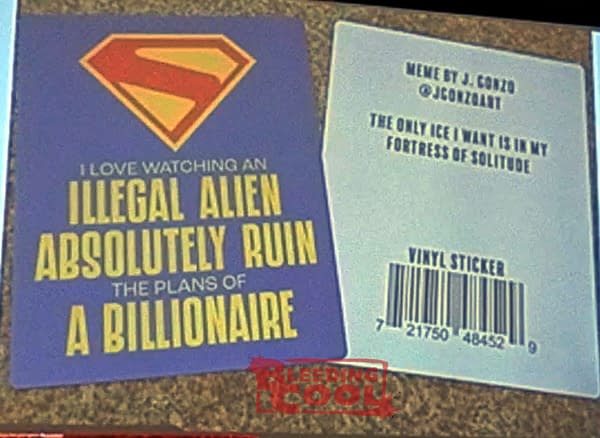 I LOVE WATCHING AN
ILLEGAL ALIEN
ABSOLUTELY RUIN
THE PLANS OF
A BILLIONAIRE
MEME BY J. GONZO
@JGONZOART
THE ONLY ICE I WANT IS IN MY
FORTRESS OF SOLITUDE
VINYL STICKER
7 21750 48452 9
BLEEDING
COOL